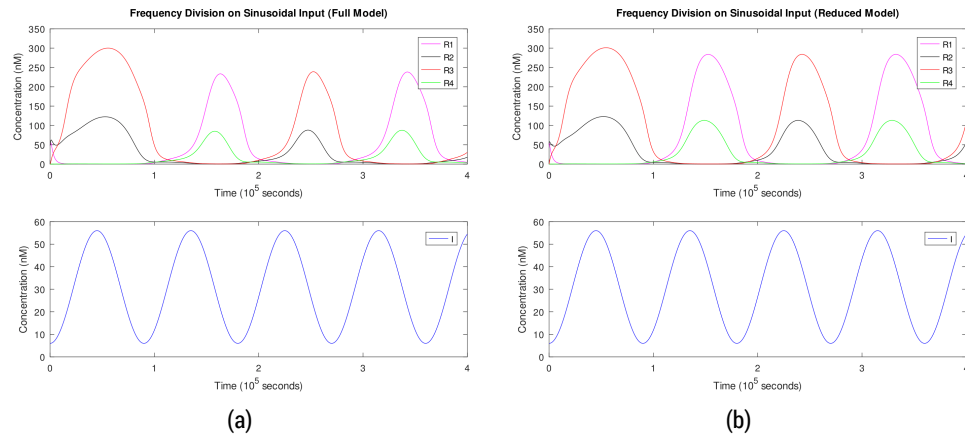 Frequency Division on Sinusoidal Input (Full Model)
350
300
250
200
150
100
50
0
Concentration (nM)
R1
R2
R3
R4
0 1 2 3 4
Time (10^5 seconds)
60
50
40
30
20
10
0
Concentration (nM)
I
0 1 2 3 4
Time (10^5 seconds)
(a)
Frequency Division on Sinusoidal Input (Reduced Model)
350
300
250
200
150
100
50
0
Concentration (nM)
R1
R2
R3
R4
0 1 2 3 4
Time (10^5 seconds)
60
50
40
30
20
10
0
Concentration (nM)
I
0 1 2 3 4
Time (10^5 seconds)
(b)